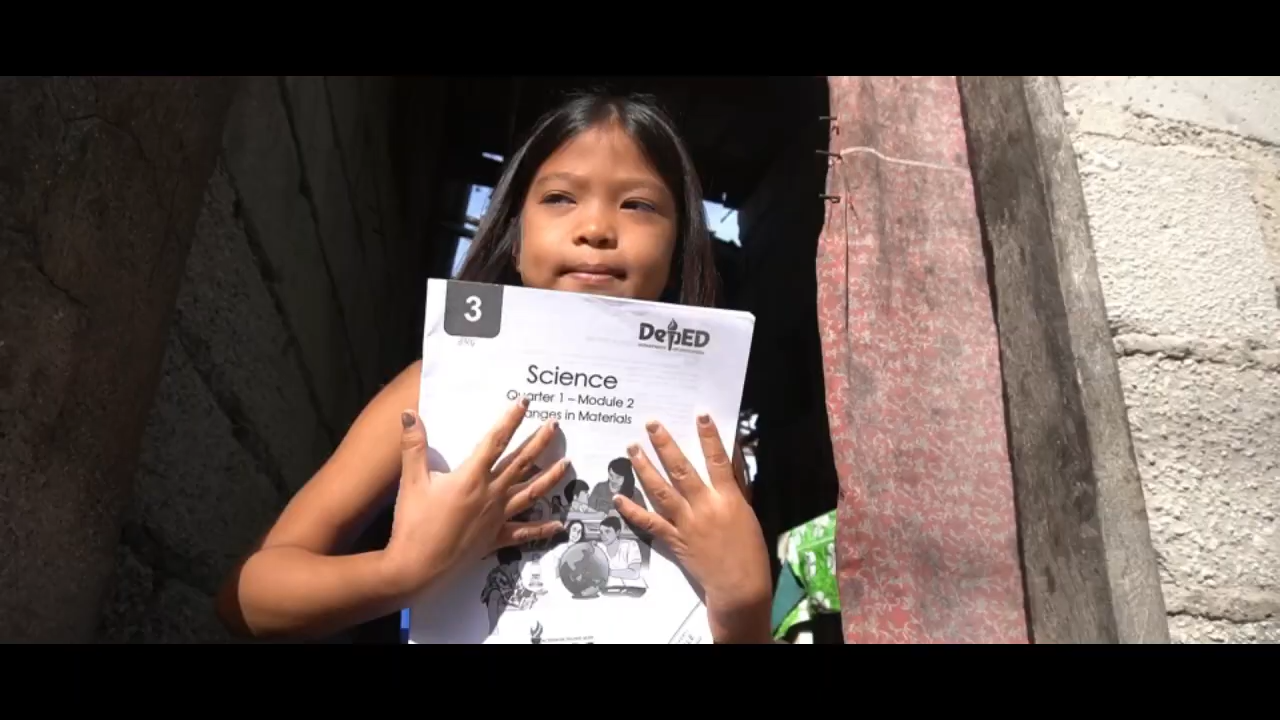 3
DepED
Science
Quarter 1 – Module 2
in Materials